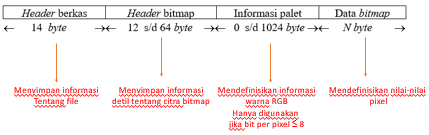 Header berkas Header bitmap Informasi palet Data bitmap
14 byte 12 s/d 64 byte 0 s/d 1024 byte N byte
Menyimpan informasi Menyimpan informasi Mendefinisikan informasi Mendefinisikan nilai-nilai
Tentang file detil tentang citra bitmap warna RGB pixel
Hanya digunakan
jika bit per pixel ≤ 8